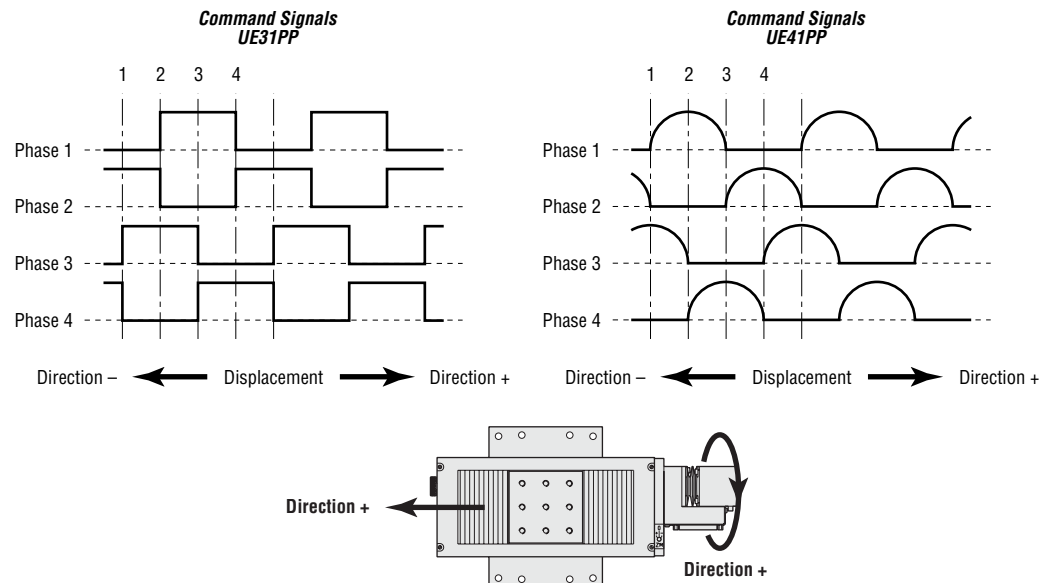 Command Signals
UE31PP
1 2 3 4
Phase 1
Phase 2
Phase 3
Phase 4
Direction – Displacement Direction +
Command Signals
UE41PP
1 2 3 4
Phase 1
Phase 2
Phase 3
Phase 4
Direction – Displacement Direction +
Direction +
Direction +